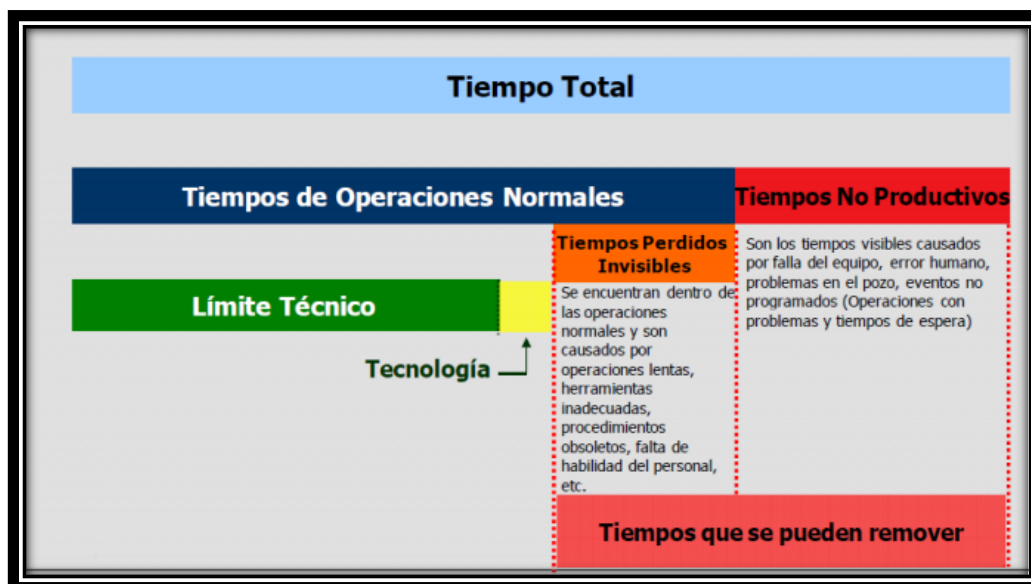 Tiempo Total
Tiempos de Operaciones Normales
Tiempos No Productivos
Tiempos Perdidos
Invisibles
Se encuentran dentro de
las operaciones
normales y son
causados por
operaciones lentas,
herramientas
inadecuadas,
procedimientos
obsoletos, falta de
habilidad del personal,
etc.
Son los tiempos visibles causados
por falla del equipo, error humano,
problemas en el pozo, eventos no
programados (Operaciones con
problemas y tiempos de espera)
Límite Técnico
Tecnología
Tiempos que se pueden remover